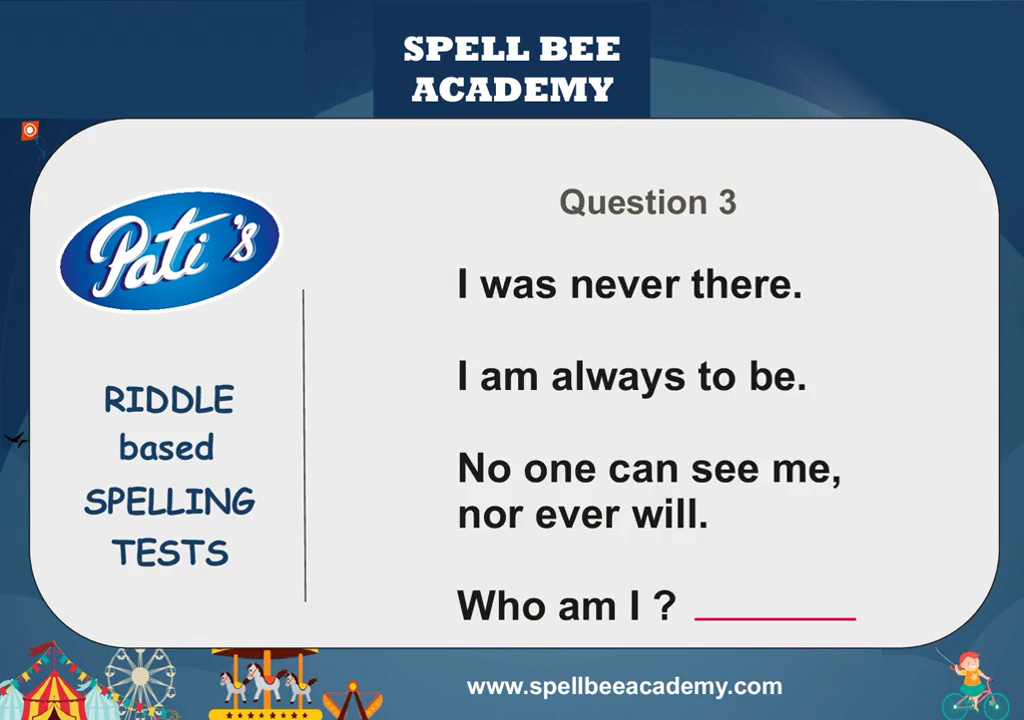 SPELL BEE
ACADEMY
Pati's
RIDDLE
based
SPELLING
TESTS
Question 3
I was never there.
I am always to be.
No one can see me,
nor ever will.
Who am I ?
www.spellbeeacademy.com